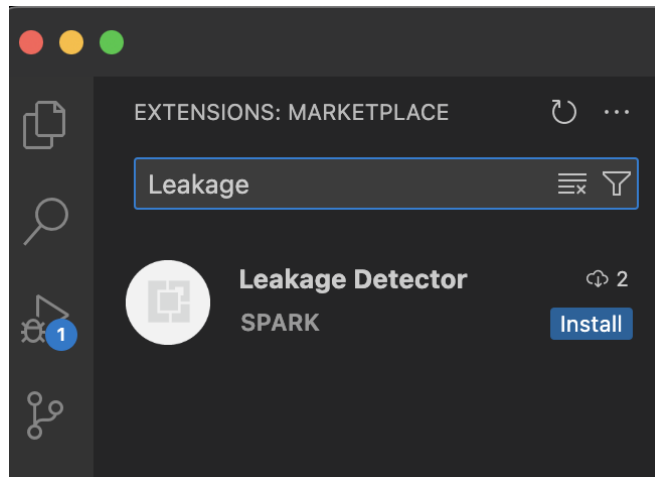 EXTENSIONS: MARKETPLACE
Leakage
Leakage Detector
2
SPARK
Install
1